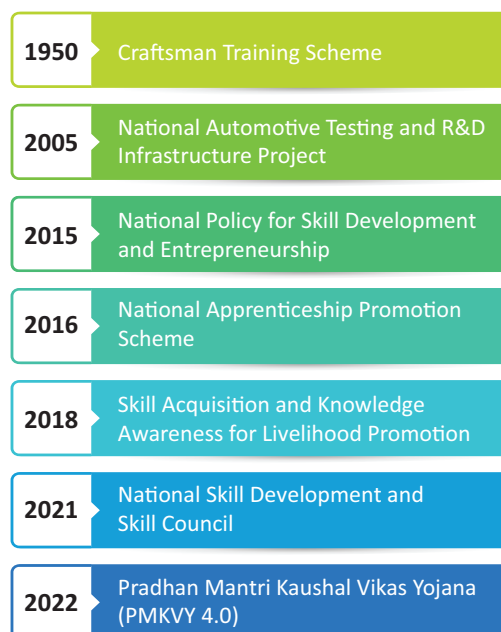 1950
Craftsman Training Scheme
2005
National Automotive Testing and R&D
Infrastructure Project
2015
National Policy for Skill Development
and Entrepreneurship
2016
National Apprenticeship Promotion
Scheme
2018
Skill Acquisition and Knowledge
Awareness for Livelihood Promotion
2021
National Skill Development and
Skill Council
2022
Pradhan Mantri Kaushal Vikas Yojana
(PMKVY 4.0)